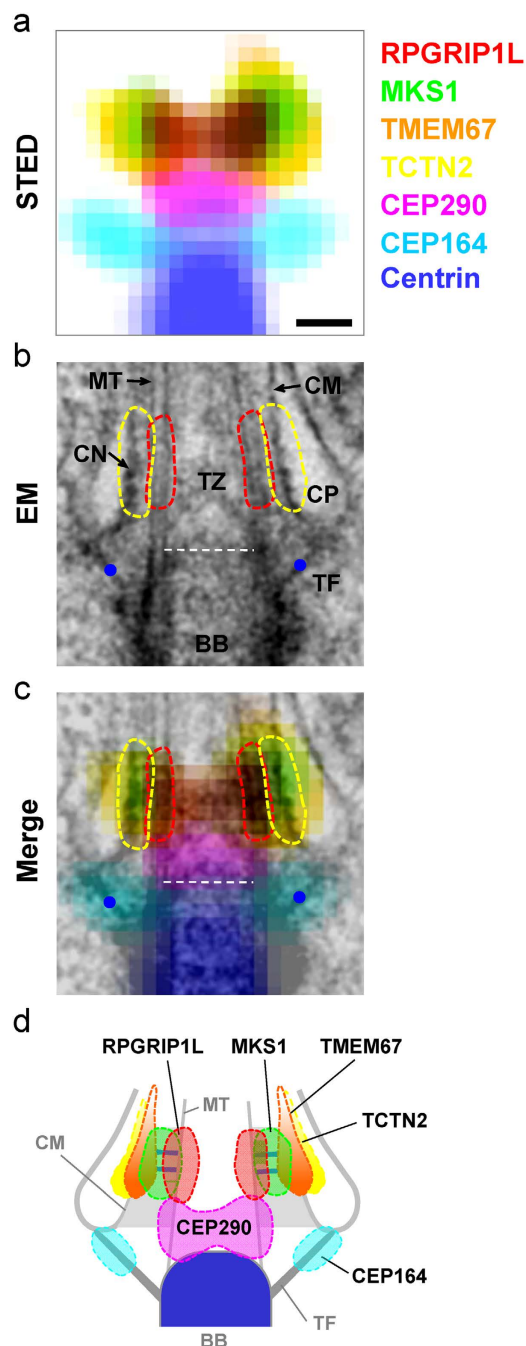 a
STED
RPGRIP1L
MKS1
TMEM67
TCTN2
CEP290
CEP164
Centrin
b
EM
MT
CM
CN
TZ
CP
TF
BB
c
Merge
d
RPGRIP1L MKS1 TMEM67
MT
TCTN2
CM
CEP290
CEP164
TF
BB